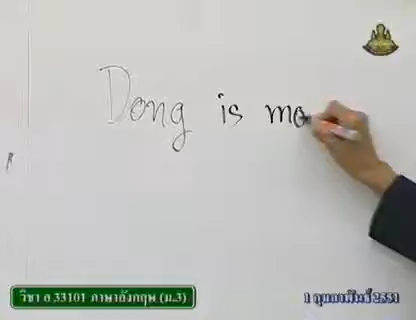 Dong is mo
วิชา อ 33101 ภาษาอังกฤษ (ม.3)
1 กุมภาพันธ์ 2551